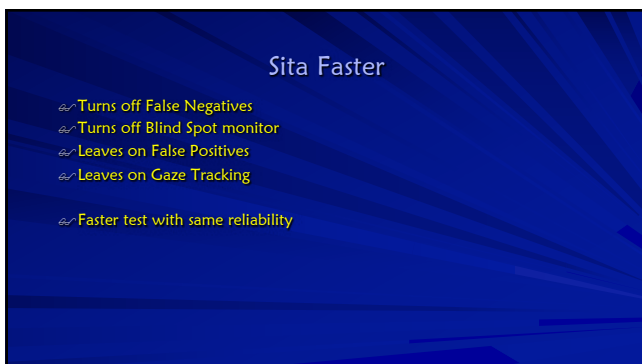 Sita Faster
Turns off False Negatives
Turns off Blind Spot monitor
Leaves on False Positives
Leaves on Gaze Tracking
Faster test with same reliability